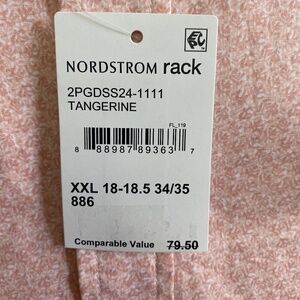 NORDSTROM rack
2PGDSS24-1111
TANGERINE
FL_119
8 88987 89363 7
XXL 18-18.5 34/35
886
Comparable Value 79.50